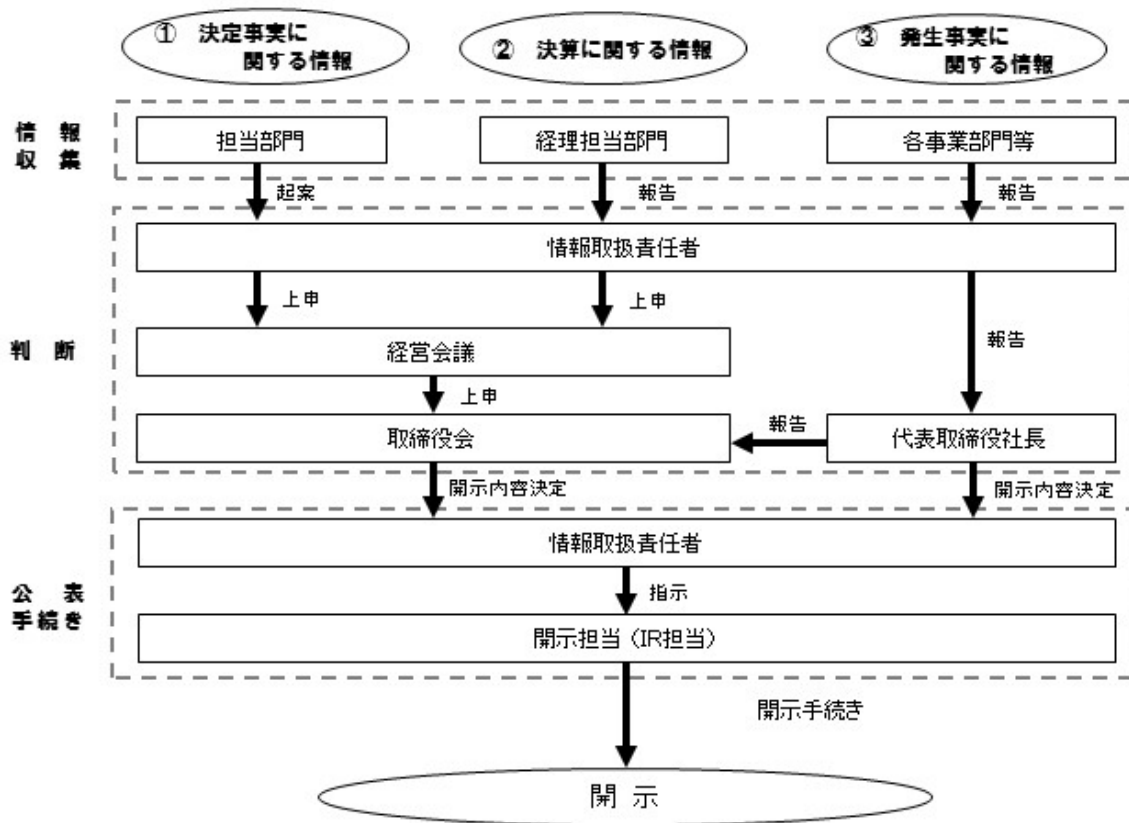 ① 決定事実に
関する情報
② 決算に関する情報
③ 発生事実に
関する情報
情 報
収 集
担当部門
経理担当部門
各事業部門等
起案
報告
報告
情報取扱責任者
上申
上申
判 断
経営会議
報告
上申
取締役会
報告
代表取締役社長
開示内容決定
開示内容決定
情報取扱責任者
公 表
手続き
指示
開示担当（IR担当）
開示手続き
開 示